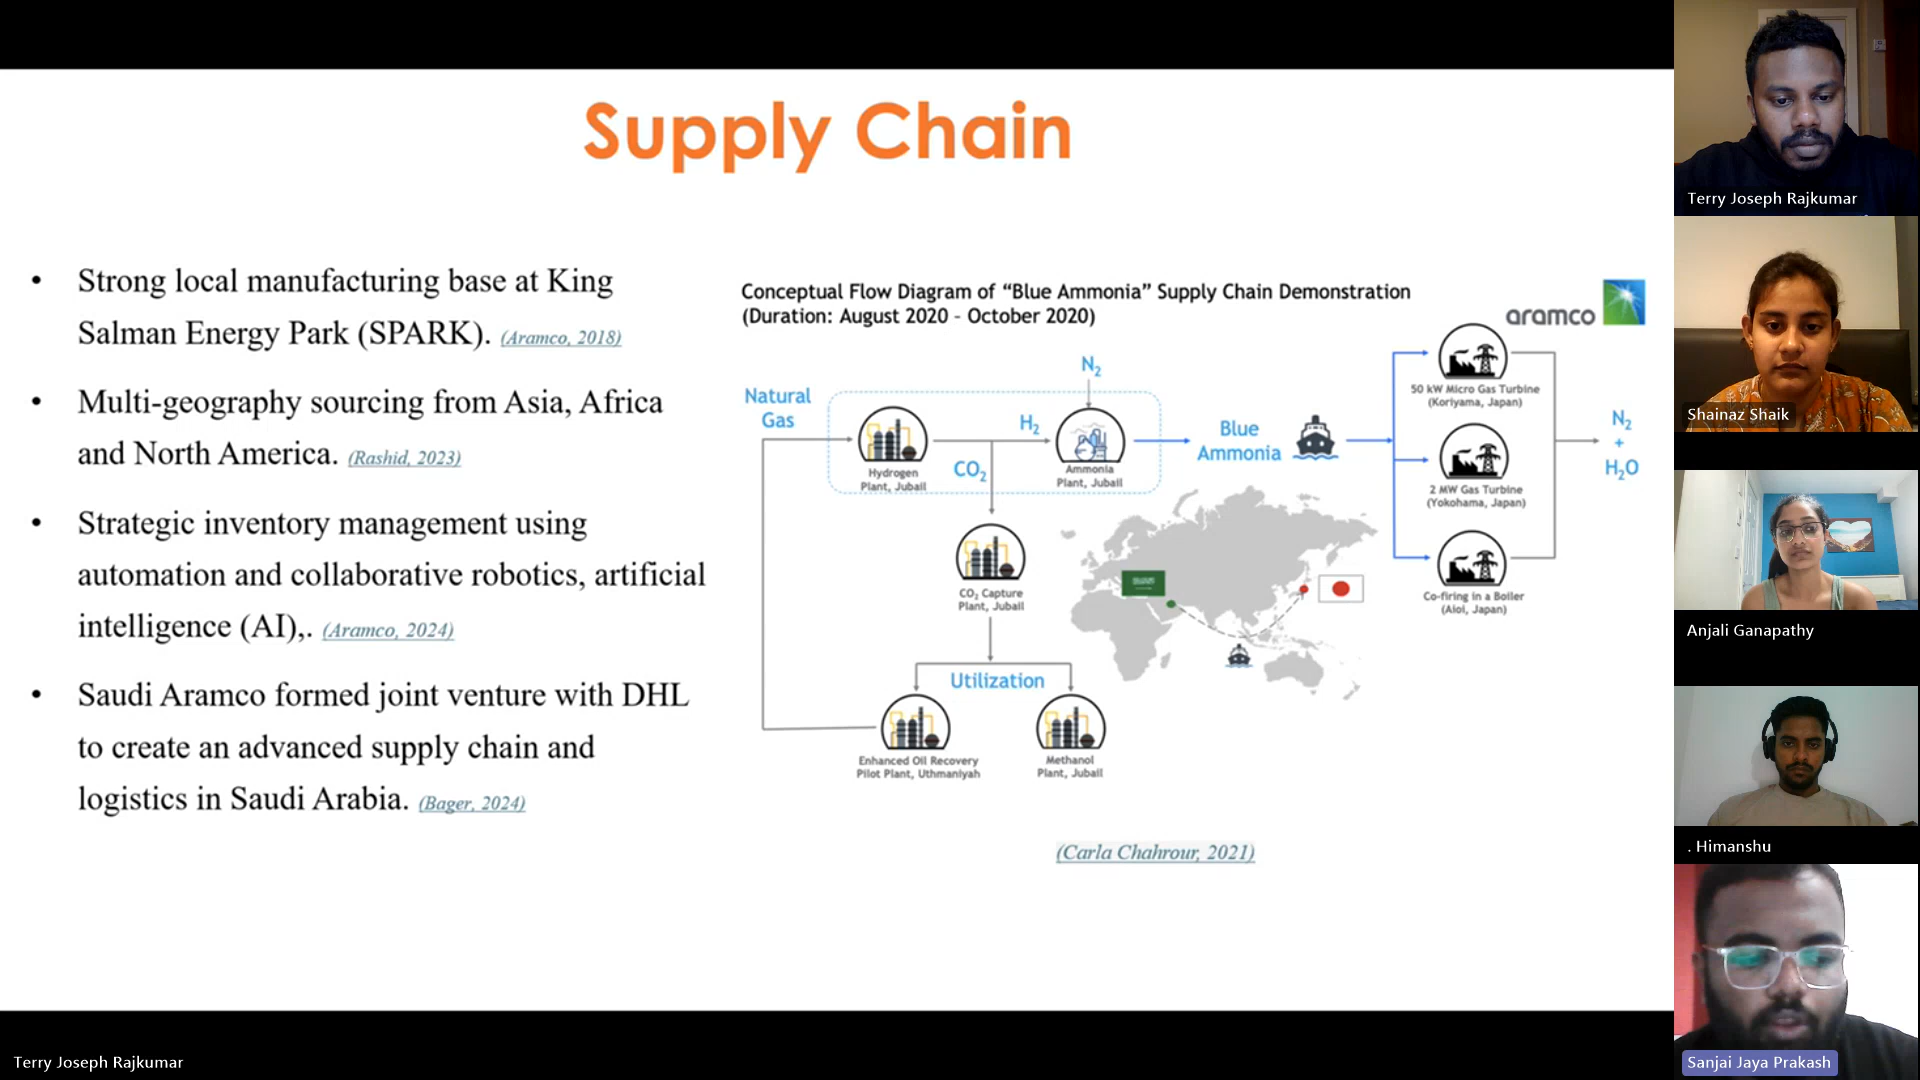 Supply Chain
• Strong local manufacturing base at King
Salman Energy Park (SPARK). (Aramco, 2018)
• Multi-geography sourcing from Asia, Africa
and North America. (Rashid, 2023)
• Strategic inventory management using
automation and collaborative robotics, artificial
intelligence (AI),. (Aramco, 2024)
• Saudi Aramco formed joint venture with DHL
to create an advanced supply chain and
logistics in Saudi Arabia. (Bager, 2024)
Conceptual Flow Diagram of “Blue Ammonia” Supply Chain Demonstration
(Duration: August 2020 – October 2020)
aramco
Natural
Gas
Hydrogen
Plant, Jubail
H₂
N₂
CO₂
Ammonia
Plant, Jubail
Blue
Ammonia
50 kW Micro Gas Turbine
(Koriyama, Japan)
2 MW Gas Turbine
(Yokohama, Japan)
Co-firing in a Boiler
(Aioi, Japan)
N₂
+
H₂O
CO₂ Capture
Plant, Jubail
Utilization
Enhanced Oil Recovery
Pilot Plant, Uthmaniyah
Methanol
Plant, Jubail
(Carla Chahrour, 2021)
Terry Joseph Rajkumar
Shainaz Shaik
Anjali Ganapathy
. Himanshu
Sanjai Jaya Prakash
Terry Joseph Rajkumar